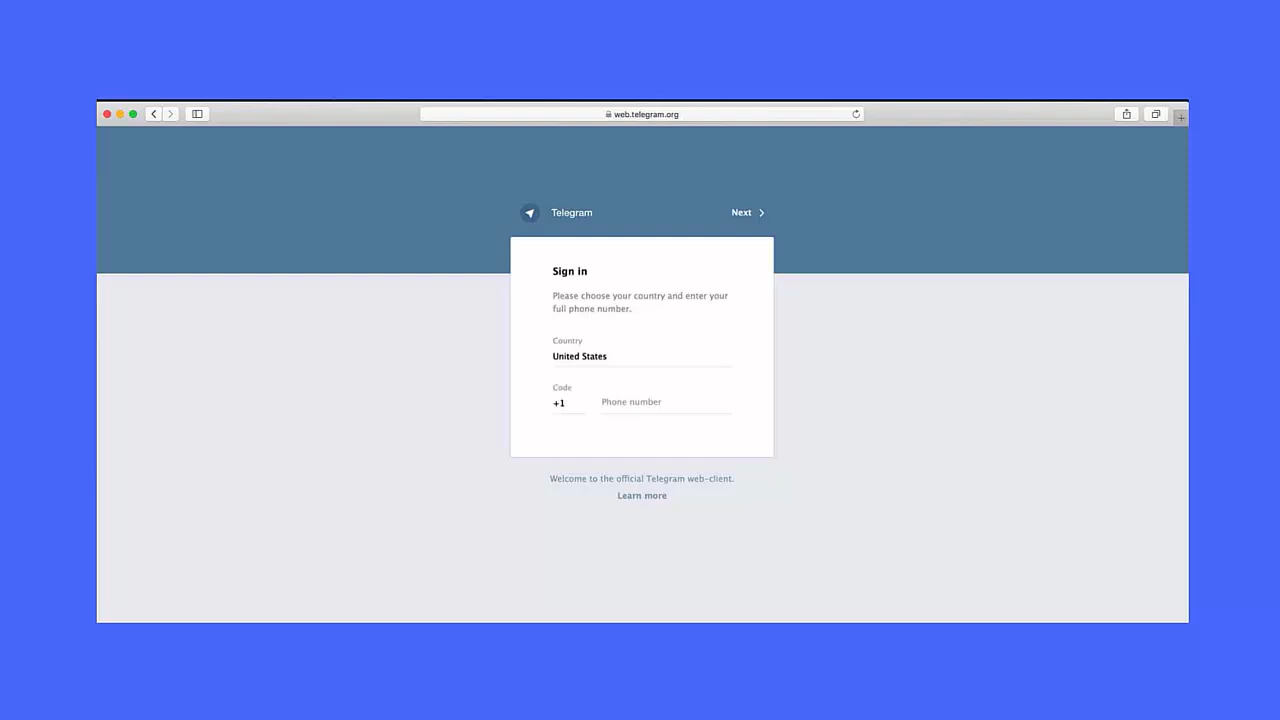 web.telegram.org
Telegram
Next
Sign in
Please choose your country and enter your
full phone number.
Country
United States
Code
+1
Phone number
Welcome to the official Telegram web-client.
Learn more